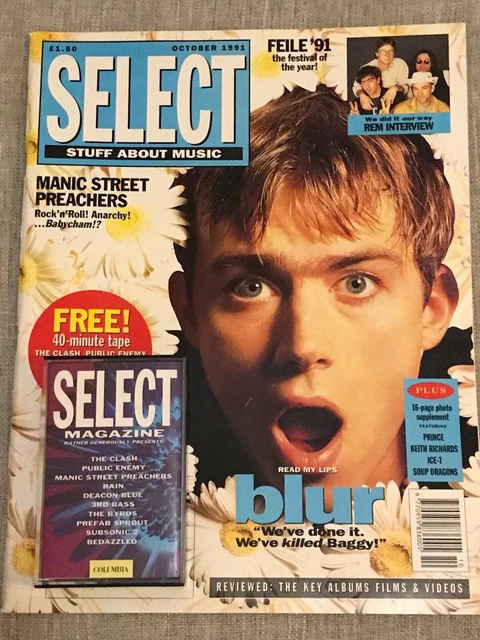 £1.50
OCTOBER 1991
SELECT
STUFF ABOUT MUSIC
FEILE '91
the festival of
the year!
We did it our way
REM INTERVIEW
MANIC STREET
PREACHERS
Rock'n'Roll! Anarchy!
...Babycham!?
FREE!
40-minute tape
THE CLASH PUBLIC ENEMY
SELECT
MAGAZINE
RATHER GENEROUSLY PRESENTS
THE CLASH
PUBLIC ENEMY
MANIC STREET PREACHERS
RAIN
DEACON BLUE
3RD BASS
THE BYRDS
PREFAB SPROUT
SUBSONIC 2
BEDAZZLED
COLUMBIA
PLUS
16-page photo
supplement
FEATURING
PRINCE
KEITH RICHARDS
ICE-T
SOUP DRAGONS
READ MY LIPS
blur
"We've done it.
We've killed Baggy!"
10
REVIEWED: THE KEY ALBUMS FILMS & VIDEOS